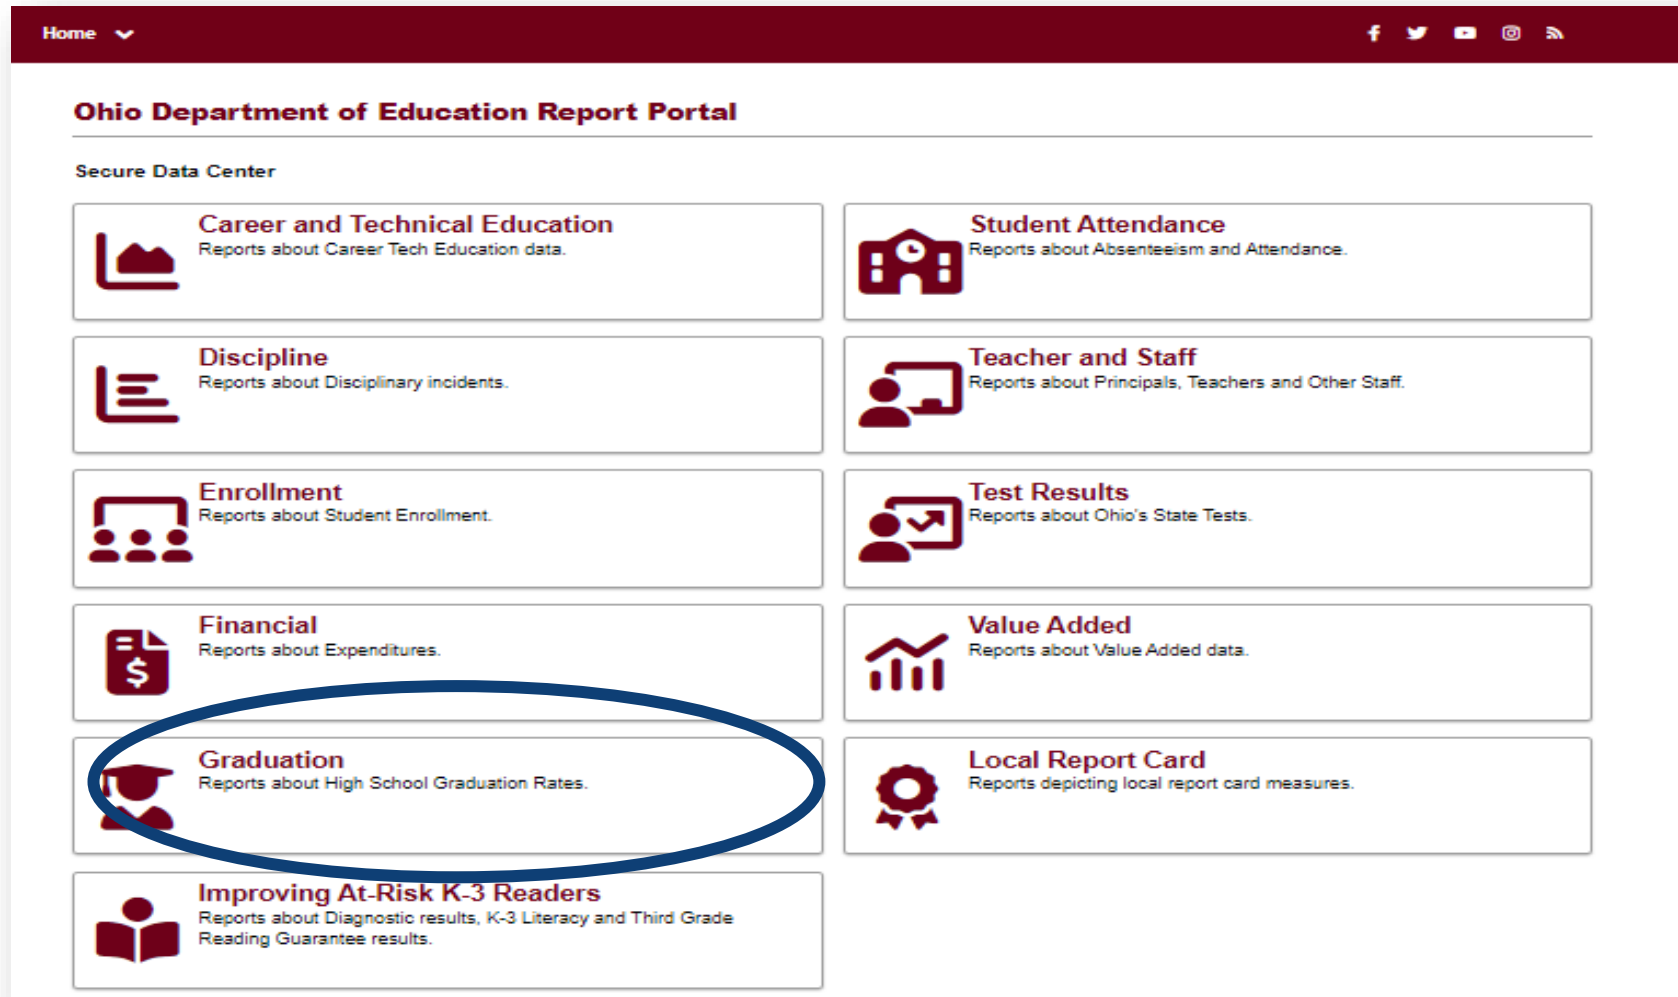 Home
Ohio Department of Education Report Portal
Secure Data Center
Career and Technical Education
Reports about Career Tech Education data.
Student Attendance
Reports about Absenteeism and Attendance.
Discipline
Reports about Disciplinary incidents.
Teacher and Staff
Reports about Principals, Teachers and Other Staff.
Enrollment
Reports about Student Enrollment.
Test Results
Reports about Ohio's State Tests.
Financial
Reports about Expenditures.
Value Added
Reports about Value Added data.
Graduation
Reports about High School Graduation Rates.
Local Report Card
Reports depicting local report card measures.
Improving At-Risk K-3 Readers
Reports about Diagnostic results, K-3 Literacy and Third Grade
Reading Guarantee results.